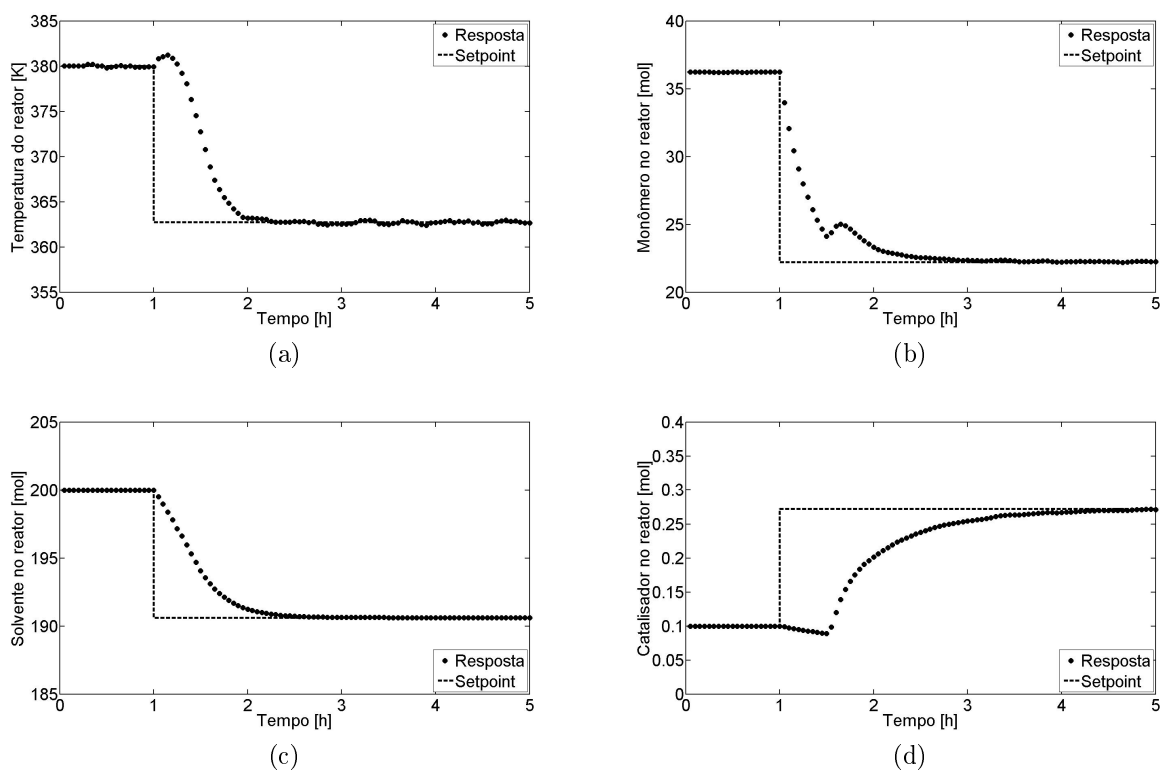 385
380
375
370
365
360
355
Temperatura do reator [K]
Resposta
Setpoint
0 1 2 3 4 5
Tempo [h]
(a)
40
35
30
25
20
Monômero no reator [mol]
Resposta
Setpoint
0 1 2 3 4 5
Tempo [h]
(b)
205
200
195
190
185
Solvente no reator [mol]
Resposta
Setpoint
0 1 2 3 4 5
Tempo [h]
(c)
0.4
0.35
0.3
0.25
0.2
0.15
0.1
0.05
0
Catalisador no reator [mol]
Resposta
Setpoint
0 1 2 3 4 5
Tempo [h]
(d)